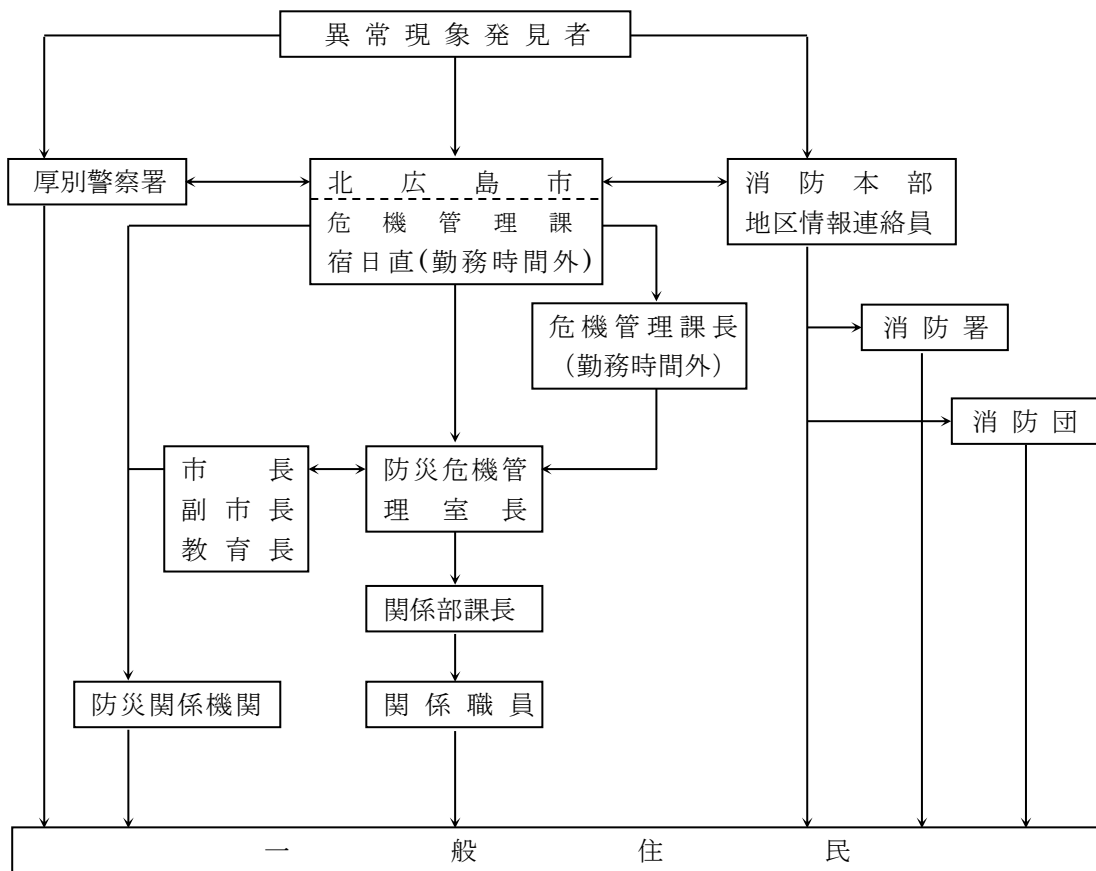 異常現象発見者
厚別警察署
北広島市
危機管理課
宿日直(勤務時間外)
消防本部
地区情報連絡員
危機管理課長
(勤務時間外)
消防署
消防団
市長
副市長
教育長
防災危機管
理室長
関係部課長
防災関係機関
関係職員
一般住民